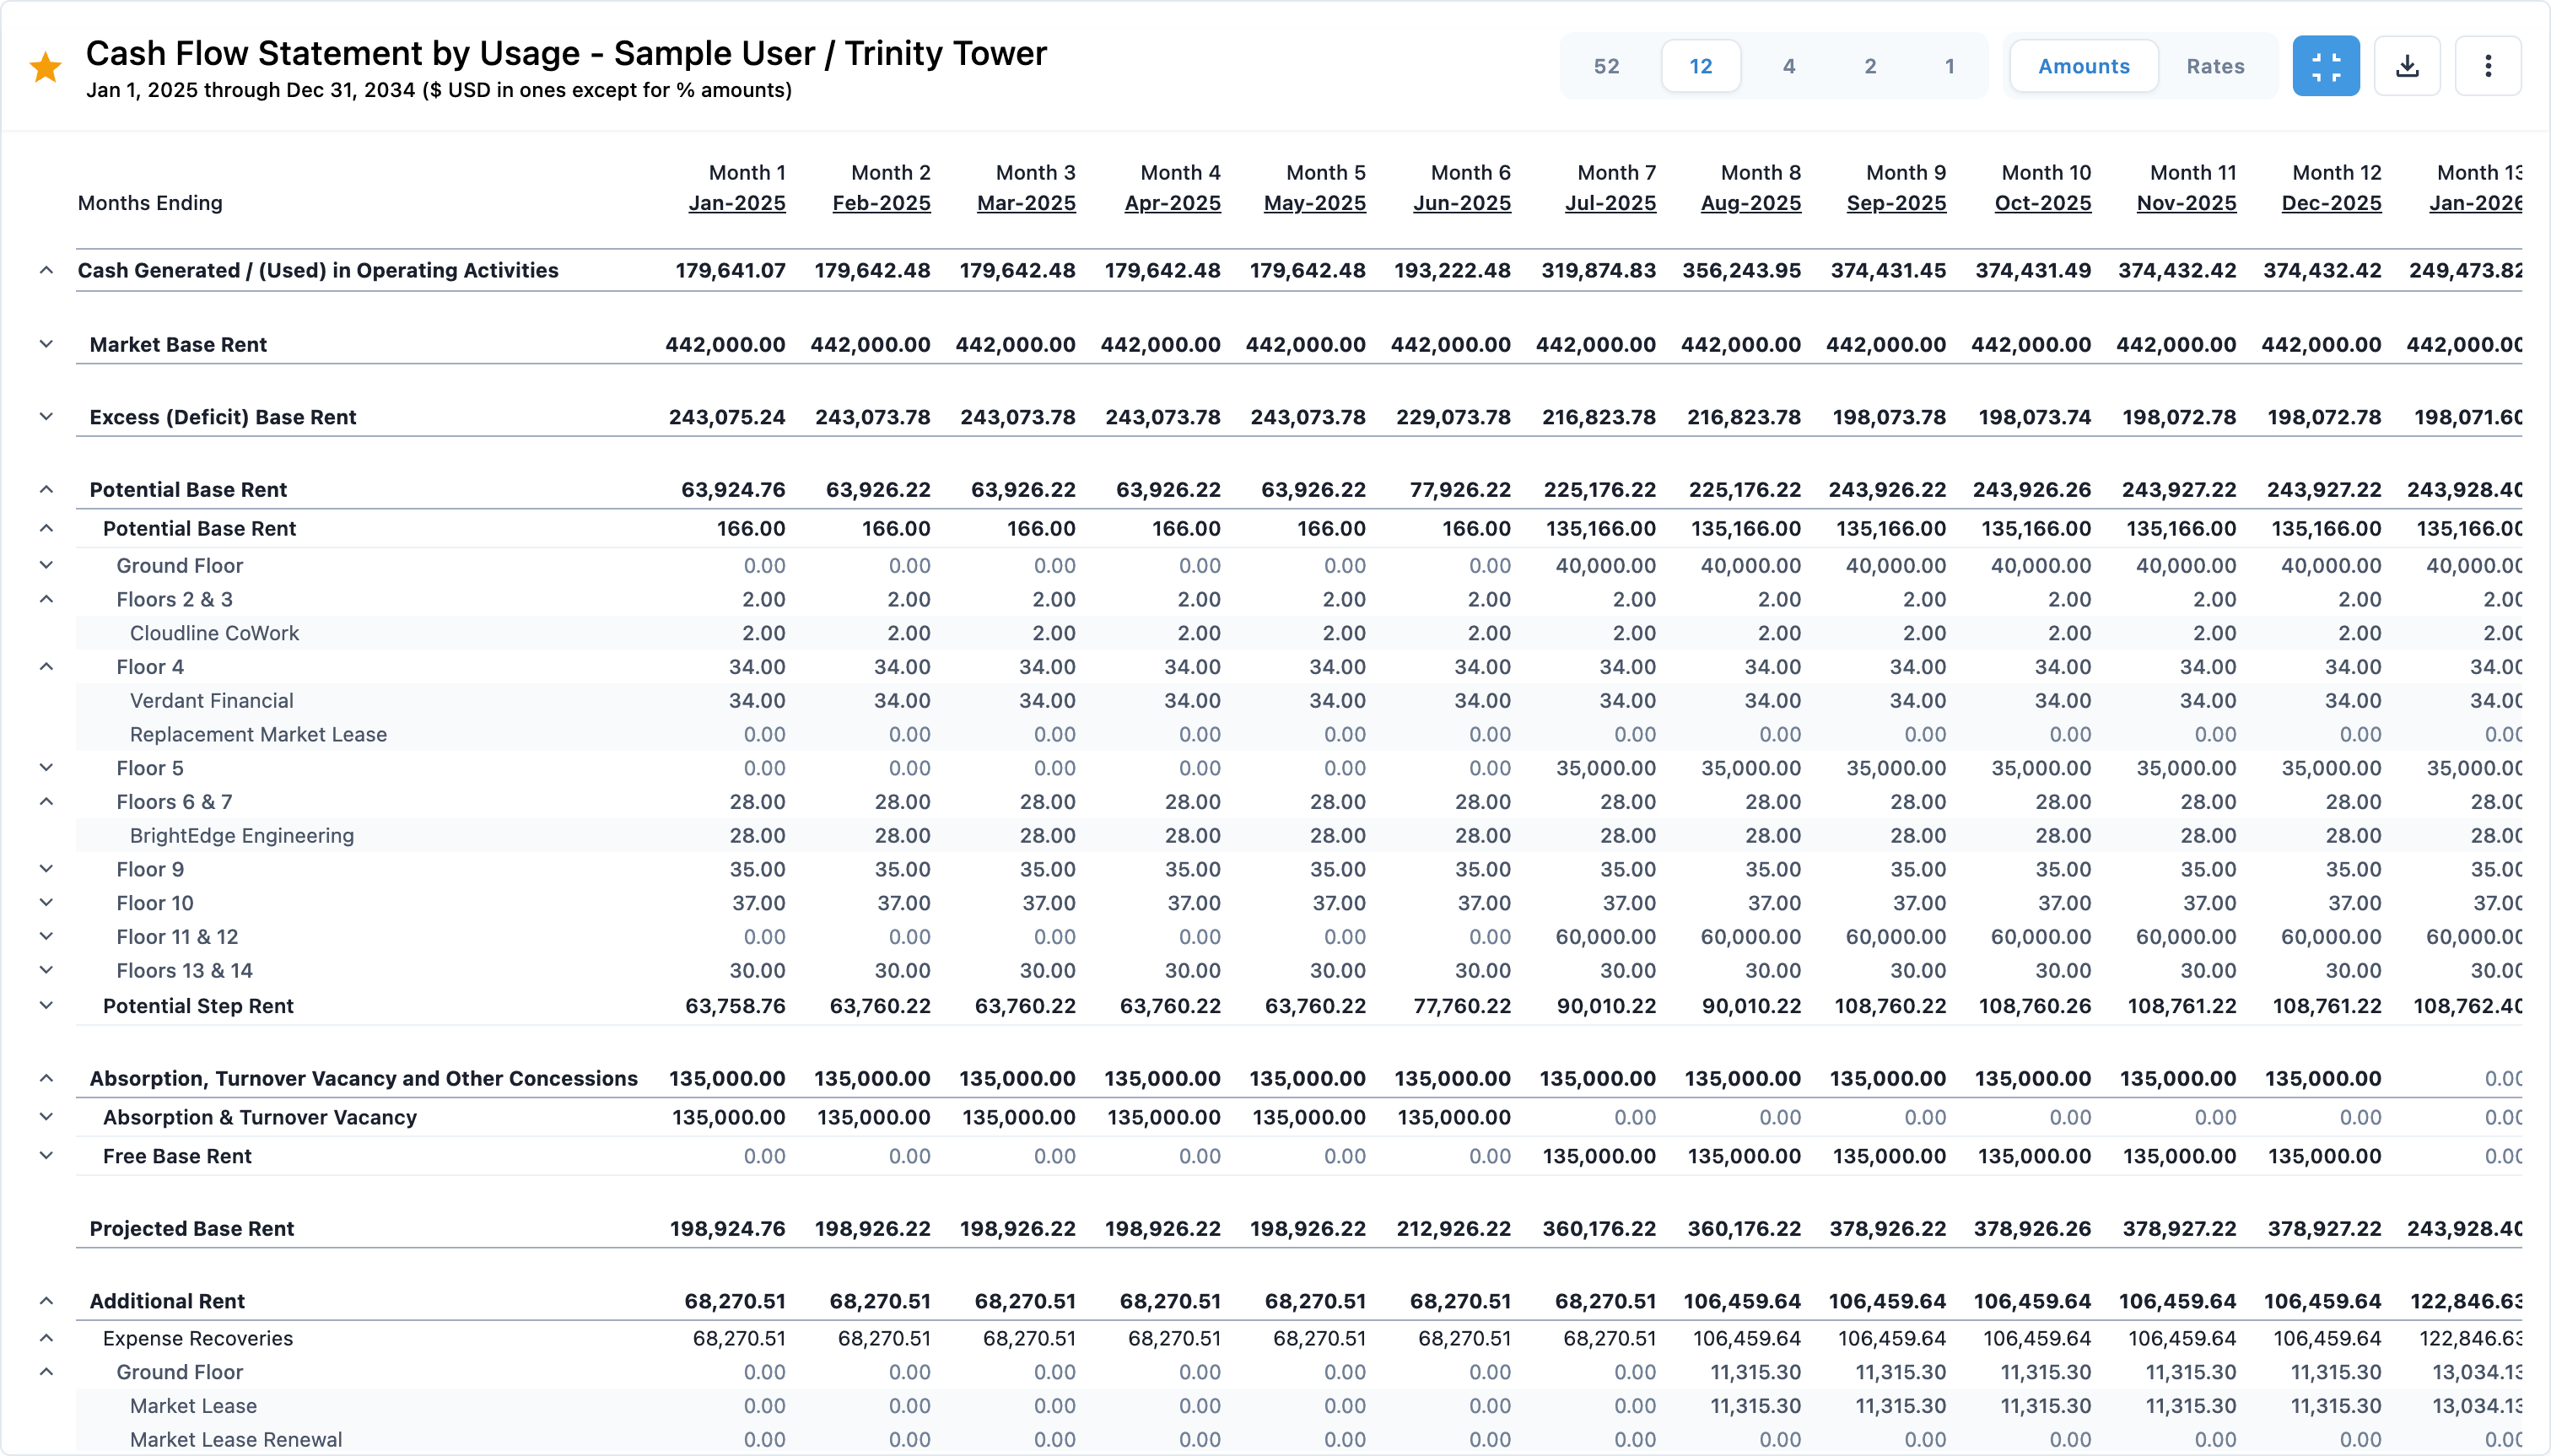 Cash Flow Statement by Usage - Sample User / Trinity Tower
Jan 1, 2025 through Dec 31, 2034 ($ USD in ones except for % amounts)
52 12 4 2 1 Amounts Rates
Month 1 Month 2 Month 3 Month 4 Month 5 Month 6 Month 7 Month 8 Month 9 Month 10 Month 11 Month 12 Month 13
Months Ending Jan-2025 Feb-2025 Mar-2025 Apr-2025 May-2025 Jun-2025 Jul-2025 Aug-2025 Sep-2025 Oct-2025 Nov-2025 Dec-2025 Jan-2026
Cash Generated / (Used) in Operating Activities 179,641.07 179,642.48 179,642.48 179,642.48 179,642.48 193,222.48 319,874.83 356,243.95 374,431.45 374,431.49 374,432.42 374,432.42 249,473.82
Market Base Rent 442,000.00 442,000.00 442,000.00 442,000.00 442,000.00 442,000.00 442,000.00 442,000.00 442,000.00 442,000.00 442,000.00 442,000.00 442,000.00
Excess (Deficit) Base Rent 243,075.24 243,073.78 243,073.78 243,073.78 243,073.78 229,073.78 216,823.78 216,823.78 198,073.78 198,073.74 198,072.78 198,072.78 198,071.60
Potential Base Rent 63,924.76 63,926.22 63,926.22 63,926.22 63,926.22 77,926.22 225,176.22 225,176.22 243,926.22 243,926.26 243,927.22 243,927.22 243,928.40
Potential Base Rent 166.00 166.00 166.00 166.00 166.00 166.00 135,166.00 135,166.00 135,166.00 135,166.00 135,166.00 135,166.00 135,166.00
Ground Floor 0.00 0.00 0.00 0.00 0.00 0.00 40,000.00 40,000.00 40,000.00 40,000.00 40,000.00 40,000.00 40,000.00
Floors 2 & 3 2.00 2.00 2.00 2.00 2.00 2.00 2.00 2.00 2.00 2.00 2.00 2.00 2.00
Cloudline CoWork 2.00 2.00 2.00 2.00 2.00 2.00 2.00 2.00 2.00 2.00 2.00 2.00 2.00
Floor 4 34.00 34.00 34.00 34.00 34.00 34.00 34.00 34.00 34.00 34.00 34.00 34.00 34.00
Verdant Financial 34.00 34.00 34.00 34.00 34.00 34.00 34.00 34.00 34.00 34.00 34.00 34.00 34.00
Replacement Market Lease 0.00 0.00 0.00 0.00 0.00 0.00 0.00 0.00 0.00 0.00 0.00 0.00 0.00
Floor 5 0.00 0.00 0.00 0.00 0.00 0.00 35,000.00 35,000.00 35,000.00 35,000.00 35,000.00 35,000.00 35,000.00
Floors 6 & 7 28.00 28.00 28.00 28.00 28.00 28.00 28.00 28.00 28.00 28.00 28.00 28.00 28.00
BrightEdge Engineering 28.00 28.00 28.00 28.00 28.00 28.00 28.00 28.00 28.00 28.00 28.00 28.00 28.00
Floor 9 35.00 35.00 35.00 35.00 35.00 35.00 35.00 35.00 35.00 35.00 35.00 35.00 35.00
Floor 10 37.00 37.00 37.00 37.00 37.00 37.00 37.00 37.00 37.00 37.00 37.00 37.00 37.00
Floor 11 & 12 0.00 0.00 0.00 0.00 0.00 0.00 60,000.00 60,000.00 60,000.00 60,000.00 60,000.00 60,000.00 60,000.00
Floors 13 & 14 30.00 30.00 30.00 30.00 30.00 30.00 30.00 30.00 30.00 30.00 30.00 30.00 30.00
Potential Step Rent 63,758.76 63,760.22 63,760.22 63,760.22 63,760.22 77,760.22 90,010.22 90,010.22 108,760.22 108,760.26 108,761.22 108,761.22 108,762.40
Absorption, Turnover Vacancy and Other Concessions 135,000.00 135,000.00 135,000.00 135,000.00 135,000.00 135,000.00 135,000.00 135,000.00 135,000.00 135,000.00 135,000.00 135,000.00 0.00
Absorption & Turnover Vacancy 135,000.00 135,000.00 135,000.00 135,000.00 135,000.00 135,000.00 0.00 0.00 0.00 0.00 0.00 0.00 0.00
Free Base Rent 0.00 0.00 0.00 0.00 0.00 0.00 135,000.00 135,000.00 135,000.00 135,000.00 135,000.00 135,000.00 0.00
Projected Base Rent 198,924.76 198,926.22 198,926.22 198,926.22 198,926.22 212,926.22 360,176.22 360,176.22 378,926.22 378,926.26 378,927.22 378,927.22 243,928.40
Additional Rent 68,270.51 68,270.51 68,270.51 68,270.51 68,270.51 68,270.51 68,270.51 106,459.64 106,459.64 106,459.64 106,459.64 106,459.64 122,846.63
Expense Recoveries 68,270.51 68,270.51 68,270.51 68,270.51 68,270.51 68,270.51 68,270.51 106,459.64 106,459.64 106,459.64 106,459.64 106,459.64 122,846.63
Ground Floor 0.00 0.00 0.00 0.00 0.00 0.00 0.00 11,315.30 11,315.30 11,315.30 11,315.30 11,315.30 13,034.13
Market Lease 0.00 0.00 0.00 0.00 0.00 0.00 0.00 11,315.30 11,315.30 11,315.30 11,315.30 11,315.30 13,034.13
Market Lease Renewal 0.00 0.00 0.00 0.00 0.00 0.00 0.00 0.00 0.00 0.00 0.00 0.00 0.00